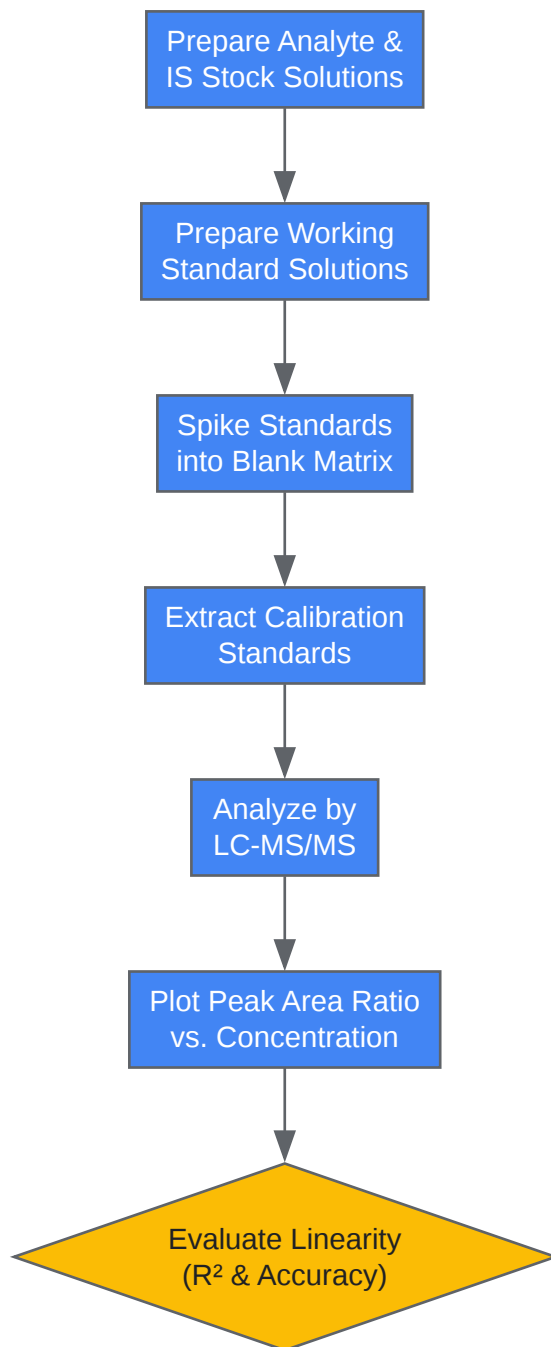 Prepare Analyte &
IS Stock Solutions
Prepare Working
Standard Solutions
Spike Standards
into Blank Matrix
Extract Calibration
Standards
Analyze by
LC-MS/MS
Plot Peak Area Ratio
vs. Concentration
Evaluate Linearity
(R² & Accuracy)